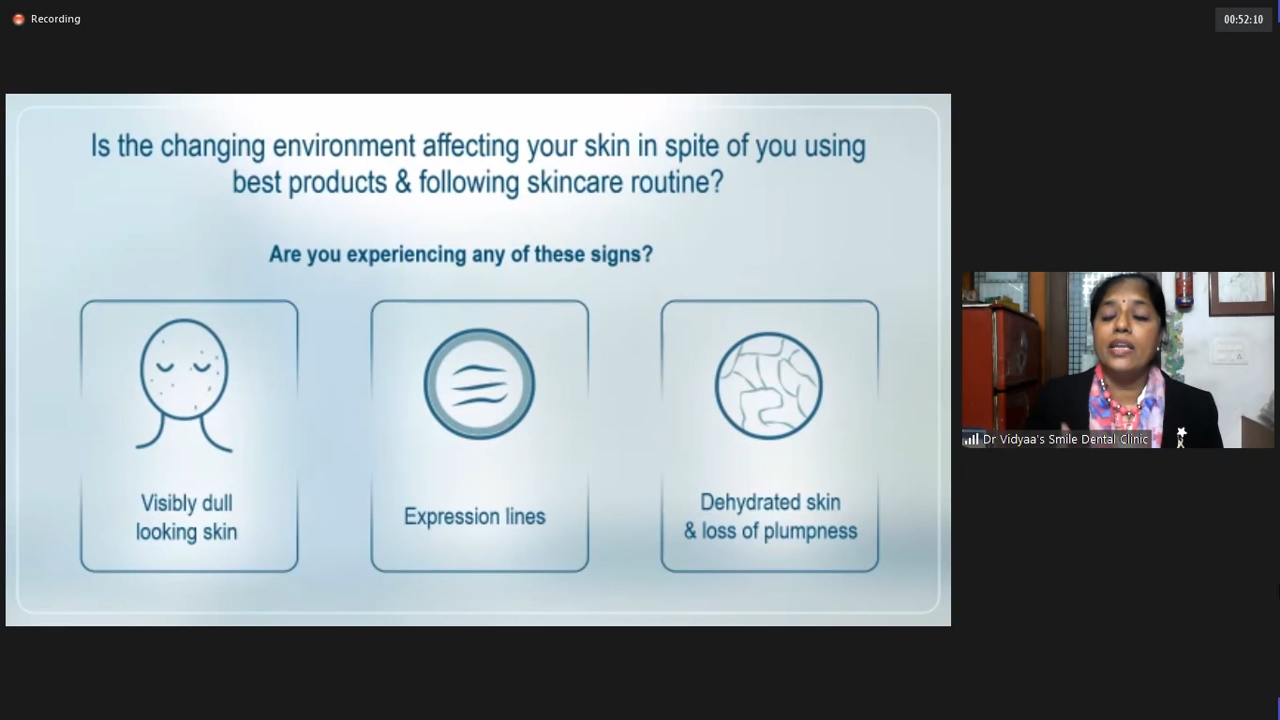 Recording
00:52:10
Is the changing environment affecting your skin in spite of you using
best products & following skincare routine?
Are you experiencing any of these signs?
Visibly dull
looking skin
Expression lines
Dehydrated skin
& loss of plumpness
Dr Vidyaa's Smile Dental Clinic